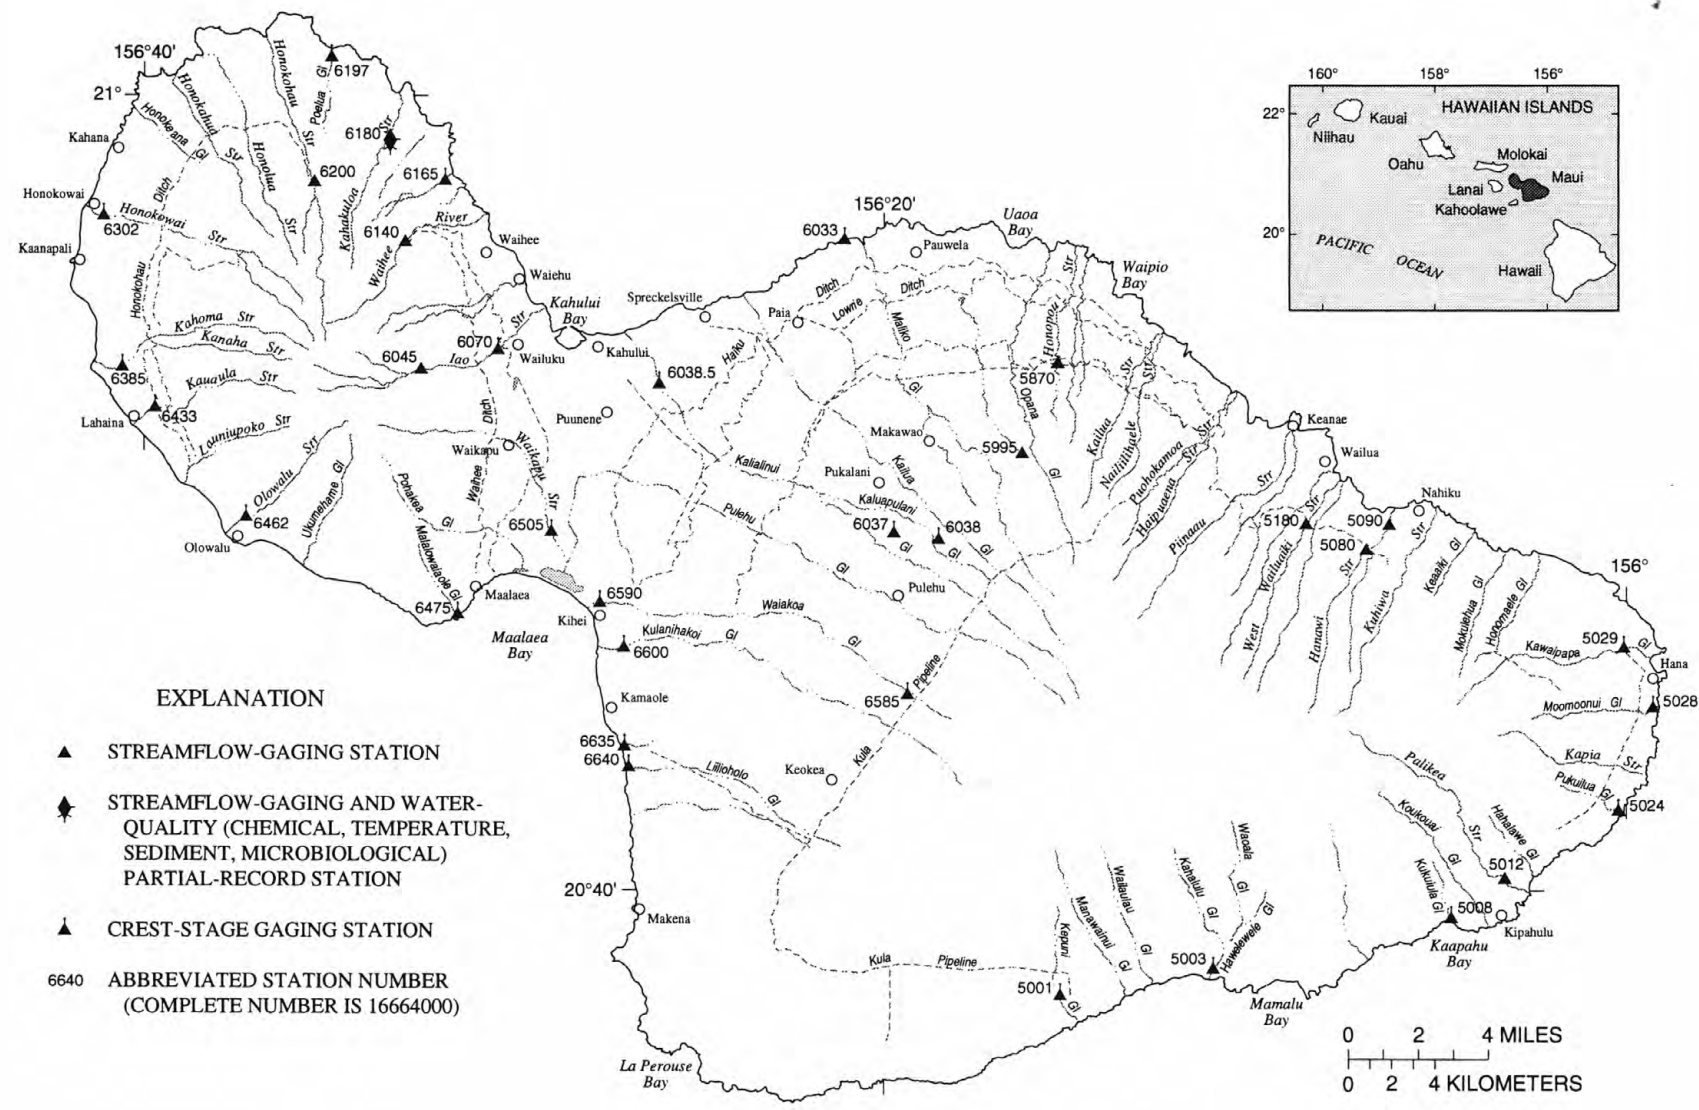 156°40'
21°
Honokohau
Str
Poelua Gl
6197
Honokahua
Str
Honokeana
Gl
Kahana
6180
Str
Honolua
Str
6200
6165
Kahakuloa
Ditch
Honokowai
6302
Honokowai
Str
River
6140
Waihee
Waihee
Kaanapali
Honokohau
Waiehu
Kahului
Bay
Kahoma Str
Kanaha Str
Str
6070
Wailuku
6045
Iao
Kahului
6385
Kauaula Str
6433
Lahaina
Launiupoko Str
Ditch
Puunene
Waikapu
Waikapu
Str
Waihee
Olowalu Str
6462
Olowalu
Ukumehame Gl
Pohakea
Gl
Malalowaiaole Gl
6505
6475
Maalaea
Maalaea
Bay
Spreckelsville
6038.5
6033
156°20'
Pauwela
Uaoa
Bay
Waipio
Bay
Paia
Ditch
Lowrie
Ditch
Haiku
Maliko
Gl
Str
Honopou
5870
Opana
Gl
Str
Kailua
Str
Nailiilihaele
Makawao
5995
Pukalani
Kailua
Gl
Kalialinui
Kaluapulani
Gl
6037
6038
Pulehu
Gl
Pulehu
Puohokamoa
Str
Haipuaena
Str
Piinaau
Str
Keanae
Wailua
Nahiku
5180
Str
5090
5080
Str
Str
West
Wailuaiki
Hanawi
Kuhiwa
Keaaiki Gl
Mokulehua Gl
Honomaele Gl
156°
5029
Gl
Kawaipapa
Hana
5028
Moomoonui Gl
Kapia
Str
Pukuilua Gl
5024
Palikea
Str
Hahalawe
Gl
5012
Koukouai
Gl
Kukuiula Gl
5008
Kipahulu
Kaapahu
Bay
6590
Kihei
Waiakoa
Gl
Kulanihakoi Gl
6600
6585
Pipeline
Kula
Kamaole
6635
6640
Liilioholo
Gl
Keokea
20°40'
Makena
Kula Pipeline
Kepuni
Gl
5001
Manawainui
Gl
Wailaulau
Gl
Kahalulu
Gl
Waoala
Gl
Hawelewele Gl
5003
Mamalu
Bay
La Perouse
Bay
160° 158° 156°
22°
20°
HAWAIIAN ISLANDS
Kauai
Niihau
Oahu
Molokai
Lanai
Maui
Kahoolawe
PACIFIC OCEAN
Hawaii
EXPLANATION
STREAMFLOW-GAGING STATION
STREAMFLOW-GAGING AND WATER-
QUALITY (CHEMICAL, TEMPERATURE,
SEDIMENT, MICROBIOLOGICAL)
PARTIAL-RECORD STATION
CREST-STAGE GAGING STATION
6640 ABBREVIATED STATION NUMBER
(COMPLETE NUMBER IS 16664000)
0 2 4 MILES
0 2 4 KILOMETERS